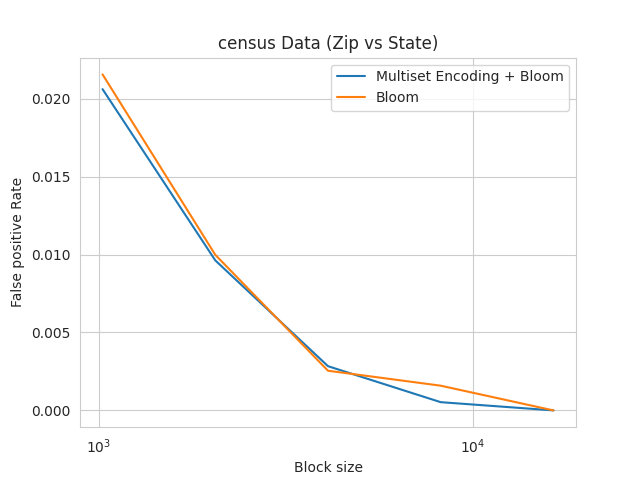 census Data (Zip vs State)
Multiset Encoding + Bloom
Bloom
False positive Rate
0.020
0.015
0.010
0.005
0.000
10³
10⁴
Block size